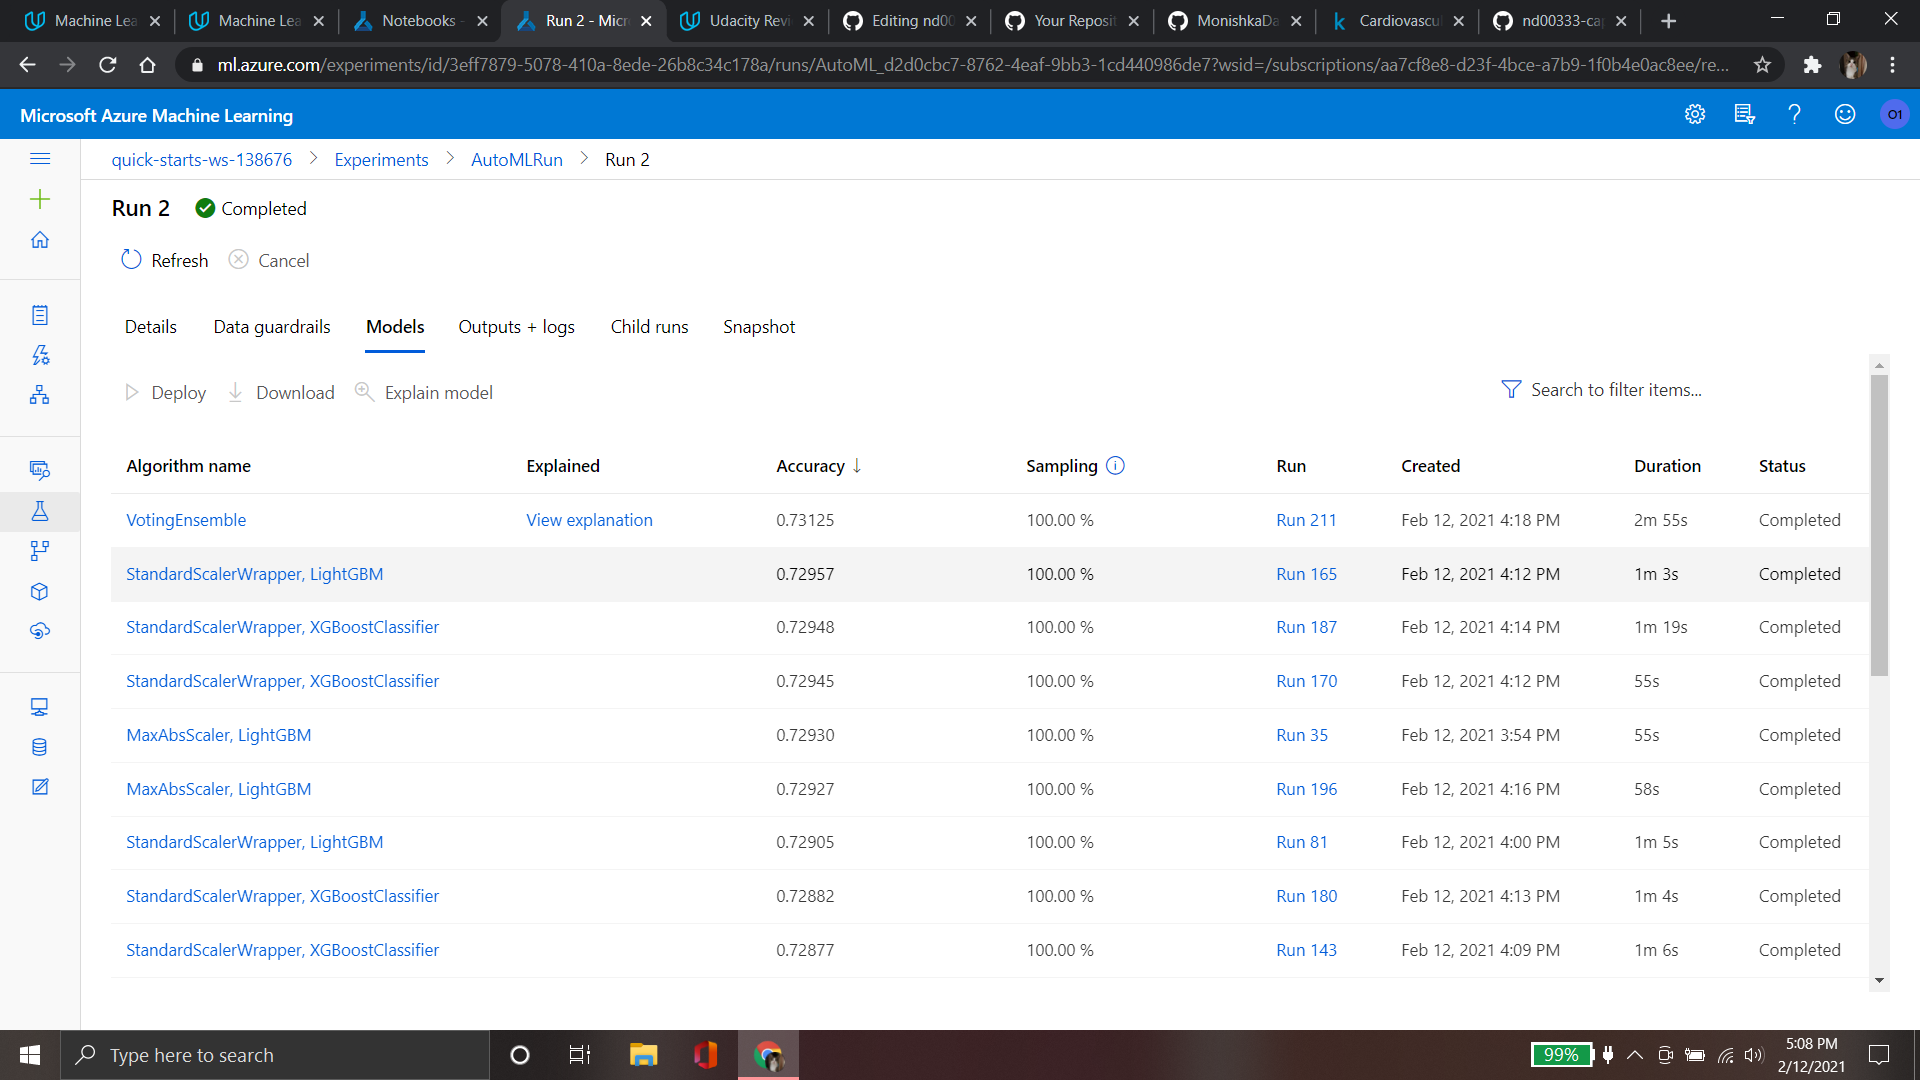 Machine Lea
Machine Lea
Notebooks -
Run 2 - Micr
Udacity Revi
Editing nd00
Your Reposit
MonishkaDa
Cardiovascul
nd00333-ca
ml.azure.com/experiments/id/3eff7879-5078-410a-8ede-26b8c34c178a/runs/AutoML_d2d0cbc7-8762-4eaf-9bb3-1cd440986de7?wsid=/subscriptions/aa7cf8e8-d23f-4bce-a7b9-1f0b4e0ac8ee/re...
Microsoft Azure Machine Learning
O1
quick-starts-ws-138676 > Experiments > AutoMLRun > Run 2
Run 2 Completed
Refresh Cancel
Details Data guardrails Models Outputs + logs Child runs Snapshot
Deploy Download Explain model Search to filter items...
Algorithm name Explained Accuracy ↓ Sampling Run Created Duration Status
VotingEnsemble View explanation 0.73125 100.00 % Run 211 Feb 12, 2021 4:18 PM 2m 55s Completed
StandardScalerWrapper, LightGBM 0.72957 100.00 % Run 165 Feb 12, 2021 4:12 PM 1m 3s Completed
StandardScalerWrapper, XGBoostClassifier 0.72948 100.00 % Run 187 Feb 12, 2021 4:14 PM 1m 19s Completed
StandardScalerWrapper, XGBoostClassifier 0.72945 100.00 % Run 170 Feb 12, 2021 4:12 PM 55s Completed
MaxAbsScaler, LightGBM 0.72930 100.00 % Run 35 Feb 12, 2021 3:54 PM 55s Completed
MaxAbsScaler, LightGBM 0.72927 100.00 % Run 196 Feb 12, 2021 4:16 PM 58s Completed
StandardScalerWrapper, LightGBM 0.72905 100.00 % Run 81 Feb 12, 2021 4:00 PM 1m 5s Completed
StandardScalerWrapper, XGBoostClassifier 0.72882 100.00 % Run 180 Feb 12, 2021 4:13 PM 1m 4s Completed
StandardScalerWrapper, XGBoostClassifier 0.72877 100.00 % Run 143 Feb 12, 2021 4:09 PM 1m 6s Completed
Type here to search
99%
5:08 PM
2/12/2021